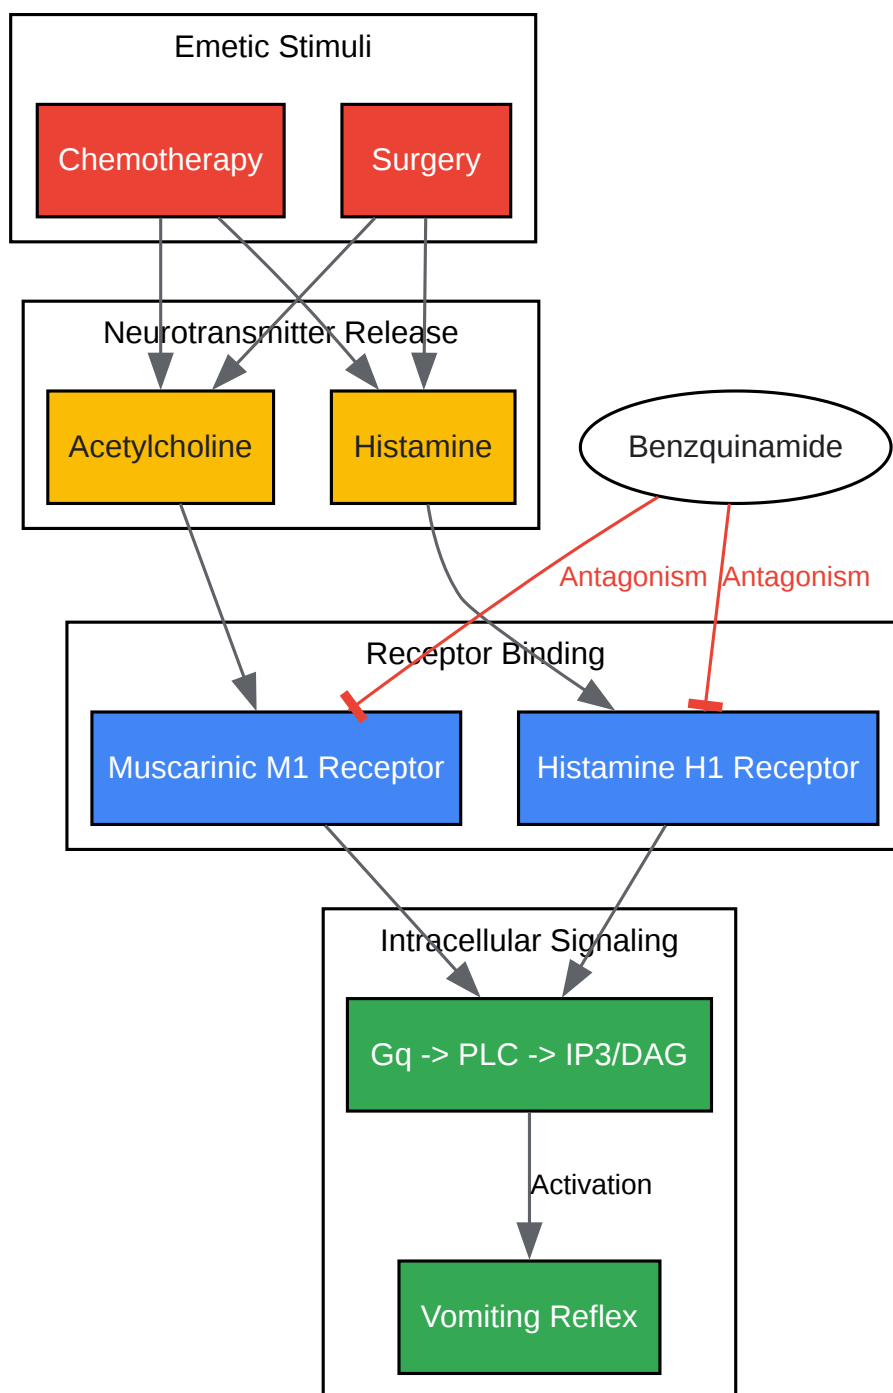 Emetic Stimuli
Chemotherapy
Surgery
Neurotransmitter Release
Acetylcholine
Histamine
Benzquinamide
Antagonism
Antagonism
Receptor Binding
Muscarinic M1 Receptor
Histamine H1 Receptor
Intracellular Signaling
Gq -> PLC -> IP3/DAG
Activation
Vomiting Reflex